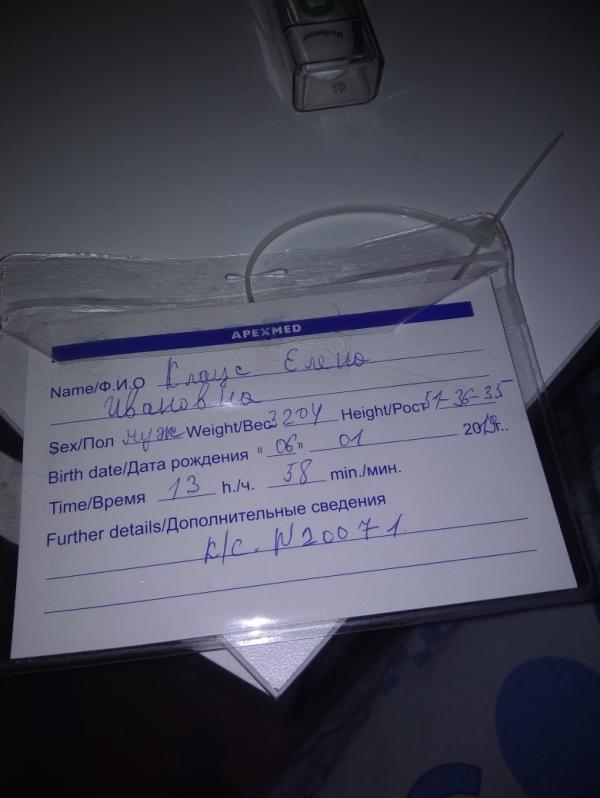 APEXMED
Name/Ф.И.О Клаус Елена
Ивановна
Sex/Пол муж Weight/Вес 3204 Height/Рост 51-36-35
Birth date/Дата рождения «06» 01 2019г.
Time/Время 13 h./ч. 58 min./мин.
Further details/Дополнительные сведения
к/с. N20071